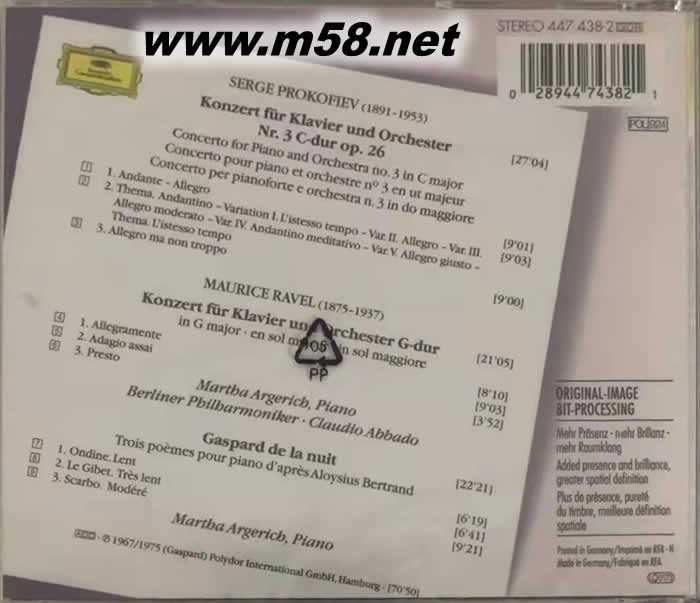 www.m58.net
STEREO 447 438-2
0 28944 74382 1
POL 924
SERGE PROKOFIEV (1891-1953)
Konzert für Klavier und Orchester
Nr. 3 C-dur op. 26 [27'04]
Concerto for Piano and Orchestra no. 3 in C major
Concerto pour piano et orchestre nº 3 en ut majeur
Concerto per pianoforte e orchestra n. 3 in do maggiore
1 1. Andante – Allegro [9'01]
2 2. Thema. Andantino – Variation I. L'istesso tempo – Var. II. Allegro – Var. III. [9'03]
Allegro moderato – Var. IV. Andantino meditativo – Var. V. Allegro giusto –
Thema. L'istesso tempo
3 3. Allegro ma non troppo [9'00]
MAURICE RAVEL (1875-1937)
Konzert für Klavier und Orchester G-dur [21'05]
in G major · en sol in sol maggiore
4 1. Allegramente [8'10]
5 2. Adagio assai [9'03]
6 3. Presto [3'52]
05
PP
Martha Argerich, Piano
Berliner Philharmoniker · Claudio Abbado
Gaspard de la nuit [22'21]
Trois poèmes pour piano d'après Aloysius Bertrand
7 1. Ondine. Lent [6'19]
8 2. Le Gibet. Très lent [6'41]
9 3. Scarbo. Modéré [9'21]
Martha Argerich, Piano
ADD · ℗ 1967/1975 (Gaspard) Polydor International GmbH, Hamburg · [70'50]
ORIGINAL-IMAGE
BIT-PROCESSING
Mehr Präsenz · mehr Brillanz ·
mehr Raumklang
Added presence and brilliance,
greater spatial definition
Plus de présence, pureté
du timbre, meilleure définition
spatiale
Printed in Germany/Imprimé en RFA - N
Made in Germany/Fabriqué en RFA